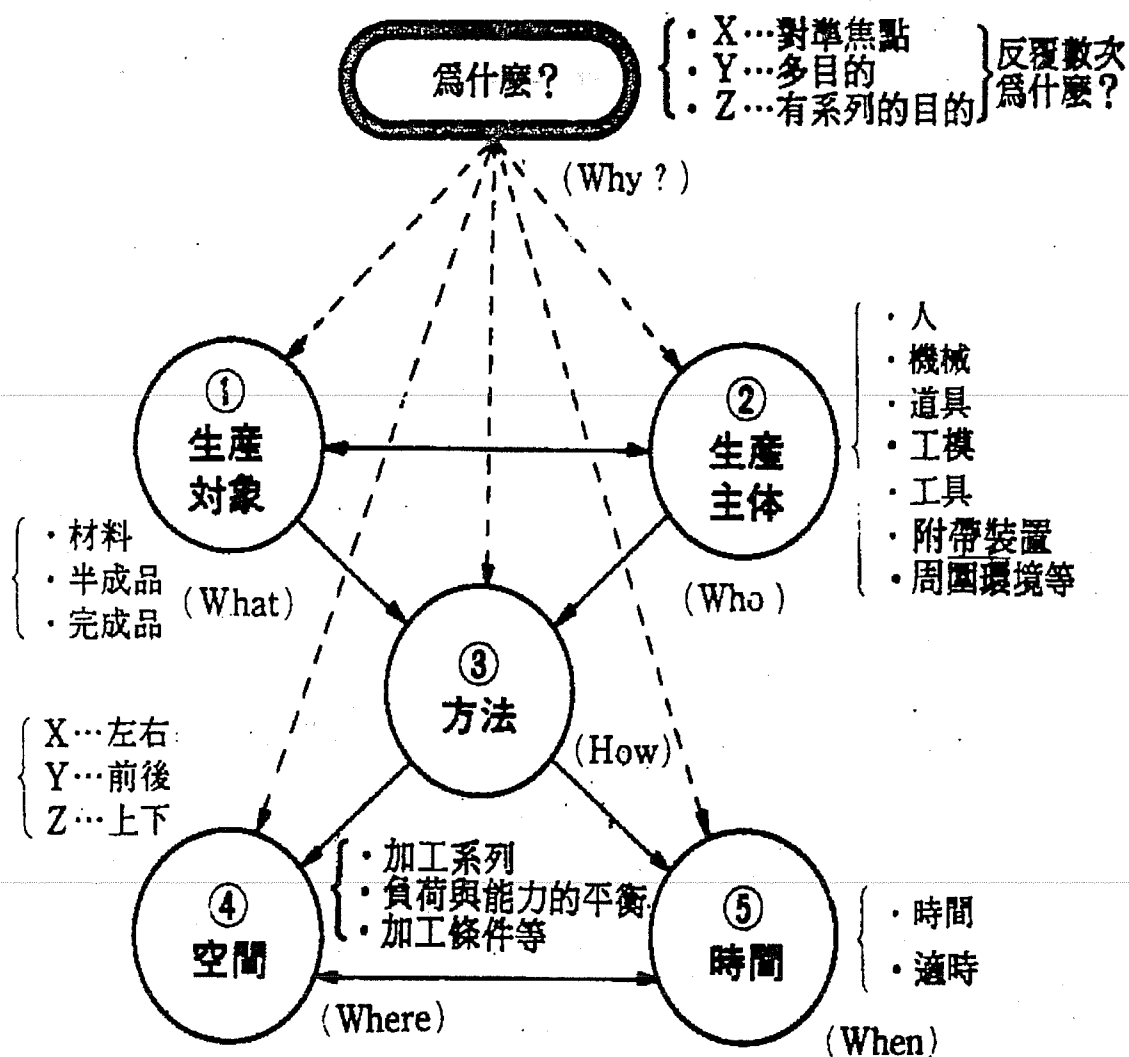 爲什麼?
· X…對準焦點
· Y…多目的
· Z…有系列的目的
反覆數次
爲什麼?
(Why ?)
①
生産
対象
(What)
· 材料
· 半成品
· 完成品
②
生産
主体
(Who)
· 人
· 機械
· 道具
· 工模
· 工具
· 附帶裝置
· 周圍環境等
③
方法
(How)
· 加工系列
· 負荷與能力的平衡
· 加工條件等
X…左右
Y…前後
Z…上下
④
空間
(Where)
⑤
時間
(When)
· 時間
· 適時